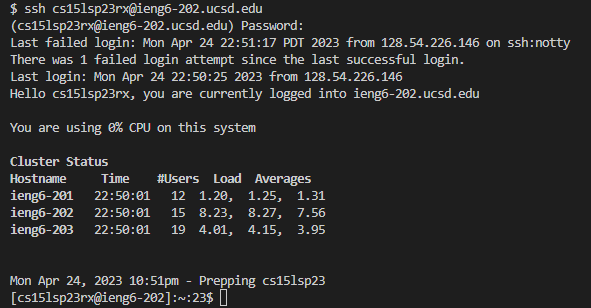 $ ssh cs15lsp23rx@ieng6-202.ucsd.edu
(cs15lsp23rx@ieng6-202.ucsd.edu) Password:
Last failed login: Mon Apr 24 22:51:17 PDT 2023 from 128.54.226.146 on ssh:notty
There was 1 failed login attempt since the last successful login.
Last login: Mon Apr 24 22:50:25 2023 from 128.54.226.146
Hello cs15lsp23rx, you are currently logged into ieng6-202.ucsd.edu
You are using 0% CPU on this system
Cluster Status
Hostname     Time    #Users  Load  Averages
ieng6-201   22:50:01   12  1.20,  1.25,  1.31
ieng6-202   22:50:01   15  8.23,  8.27,  7.56
ieng6-203   22:50:01   19  4.01,  4.15,  3.95
Mon Apr 24, 2023 10:51pm - Prepping cs15lsp23
[cs15lsp23rx@ieng6-202]:~:23$